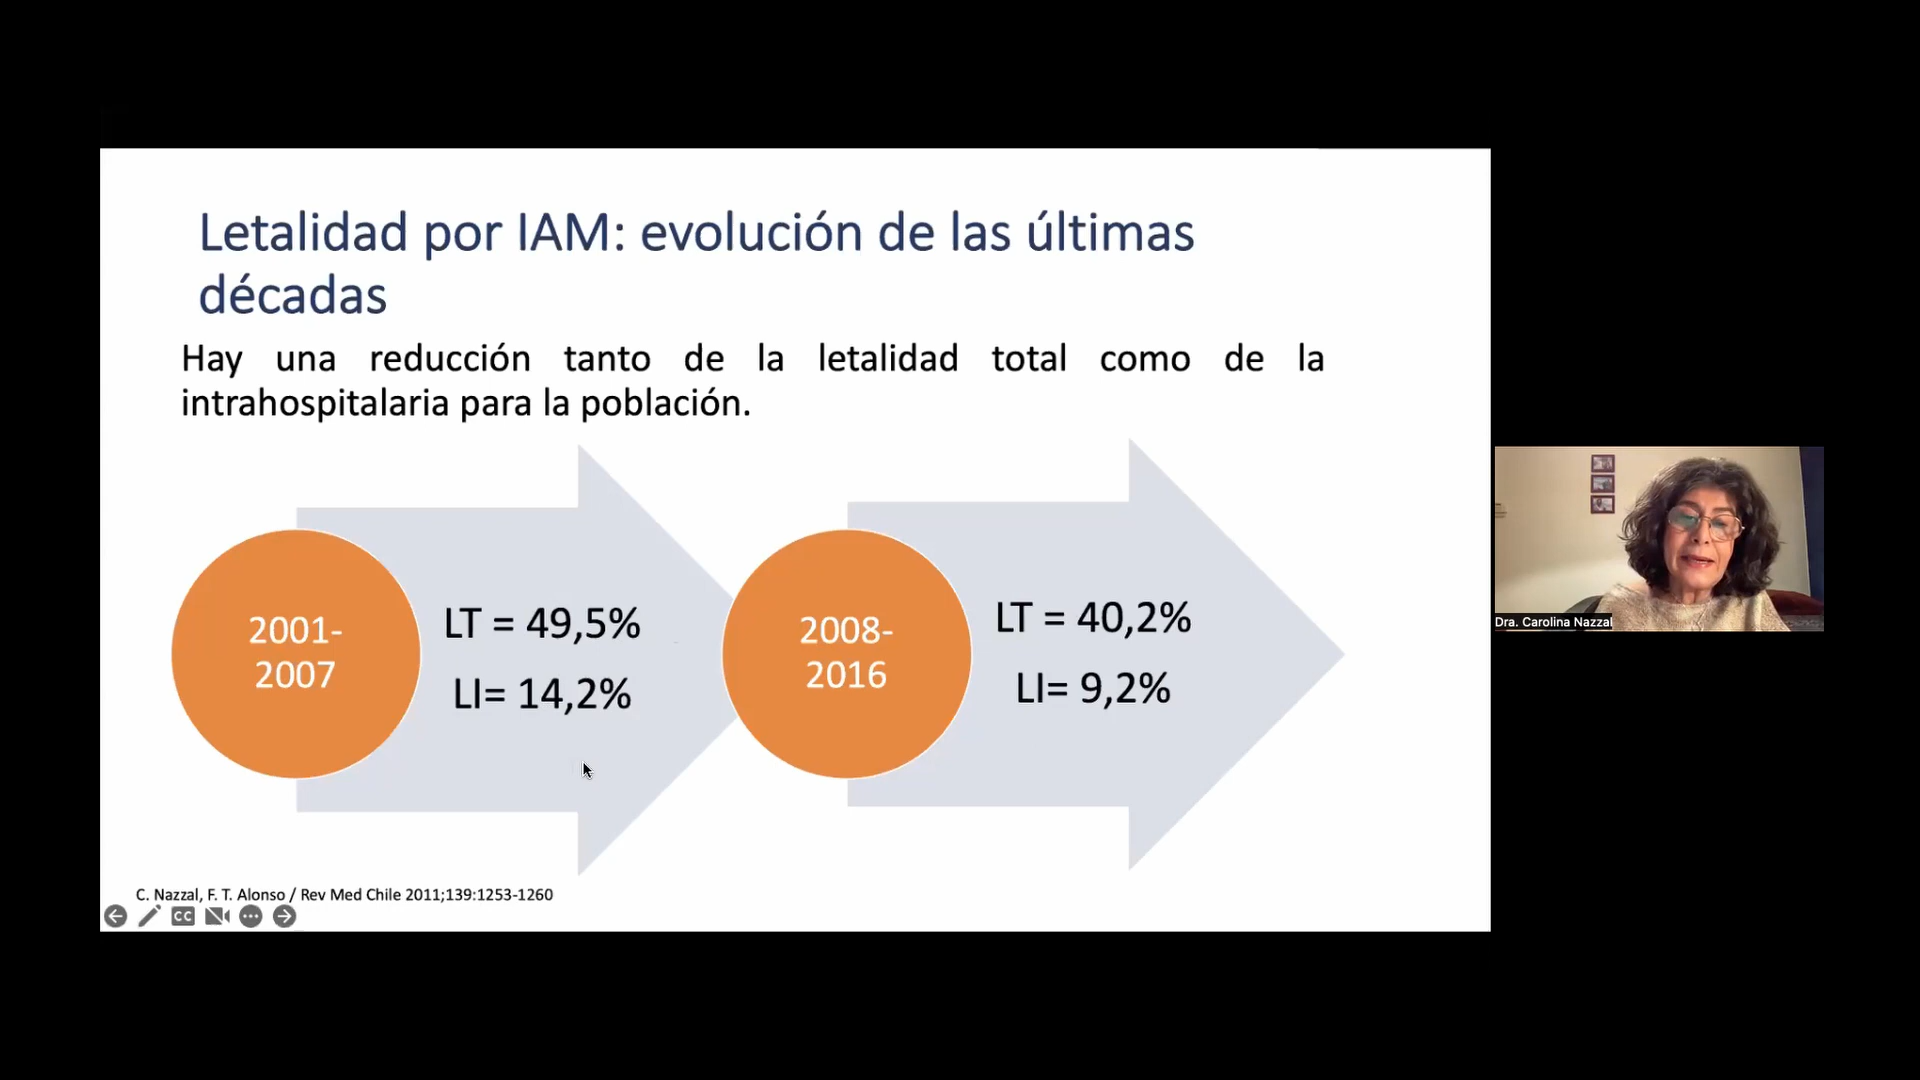 Letalidad por IAM: evolución de las últimas
décadas
Hay una reducción tanto de la letalidad total como de la
intrahospitalaria para la población.
2001-
2007
LT = 49,5%
LI= 14,2%
2008-
2016
LT = 40,2%
LI= 9,2%
C. Nazzal, F. T. Alonso / Rev Med Chile 2011;139:1253-1260
CC
Dra. Carolina Nazzal